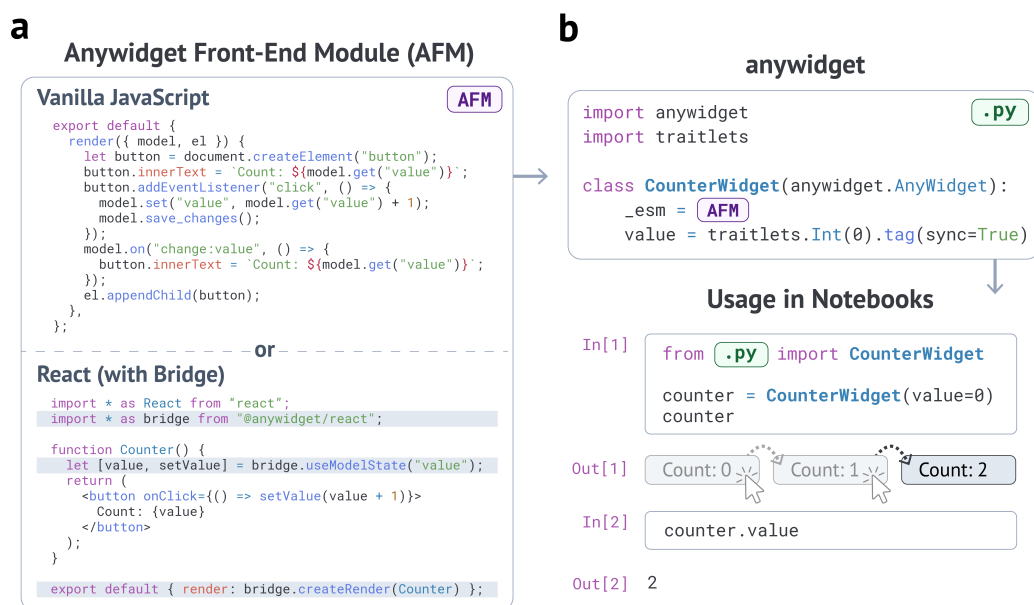 a
Anywidget Front-End Module (AFM)
Vanilla JavaScript
AFM
export default {
  render({ model, el }) {
    let button = document.createElement("button");
    button.innerText = `Count: ${model.get("value")}`;
    button.addEventListener("click", () => {
      model.set("value", model.get("value") + 1);
      model.save_changes();
    });
    model.on("change:value", () => {
      button.innerText = `Count: ${model.get("value")}`;
    });
    el.appendChild(button);
  },
};
or
React (with Bridge)
import * as React from “react”;
import * as bridge from "@anywidget/react";
function Counter() {
  let [value, setValue] = bridge.useModelState("value");
  return (
    <button onClick={() => setValue(value + 1)}>
      Count: {value}
    </button>
  );
}
export default { render: bridge.createRender(Counter) };
b
anywidget
.py
import anywidget
import traitlets
class CounterWidget(anywidget.AnyWidget):
    _esm = AFM
    value = traitlets.Int(0).tag(sync=True)
Usage in Notebooks
In[1]
from .py import CounterWidget
counter = CounterWidget(value=0)
counter
Out[1] Count: 0 Count: 1 Count: 2
In[2]
counter.value
Out[2] 2